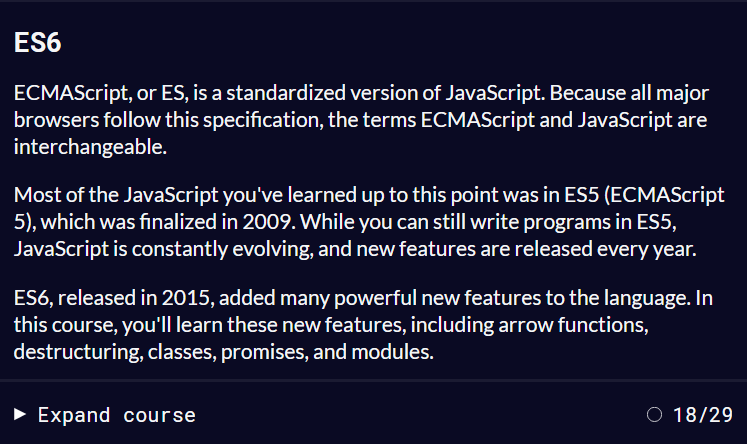 ES6
ECMAScript, or ES, is a standardized version of JavaScript. Because all major
browsers follow this specification, the terms ECMAScript and JavaScript are
interchangeable.
Most of the JavaScript you've learned up to this point was in ES5 (ECMAScript
5), which was finalized in 2009. While you can still write programs in ES5,
JavaScript is constantly evolving, and new features are released every year.
ES6, released in 2015, added many powerful new features to the language. In
this course, you'll learn these new features, including arrow functions,
destructuring, classes, promises, and modules.
Expand course 18/29